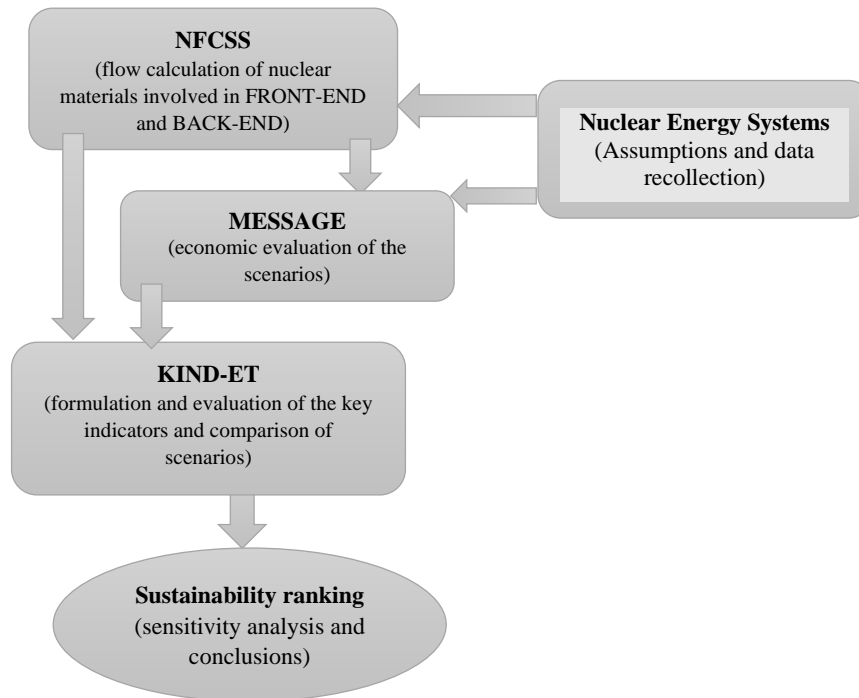 NFCSS
(flow calculation of nuclear
materials involved in FRONT-END
and BACK-END)
Nuclear Energy Systems
(Assumptions and data
recollection)
MESSAGE
(economic evaluation of the
scenarios)
KIND-ET
(formulation and evaluation of the key
indicators and comparison of
scenarios)
Sustainability ranking
(sensitivity analysis and
conclusions)